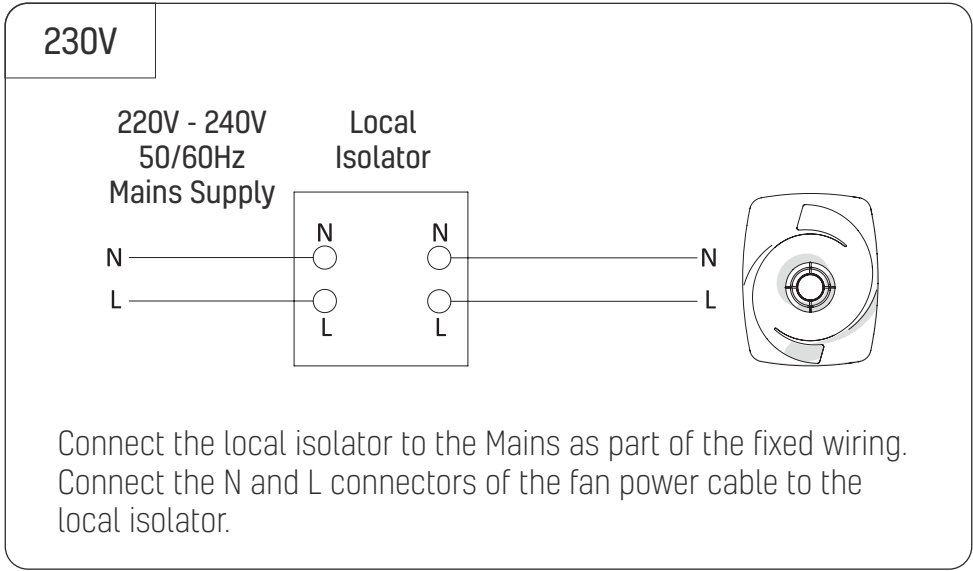 230V
220V - 240V
50/60Hz
Mains Supply
Local
Isolator
N
N
N
N
L
L
L
L
Connect the local isolator to the Mains as part of the fixed wiring.
Connect the N and L connectors of the fan power cable to the
local isolator.